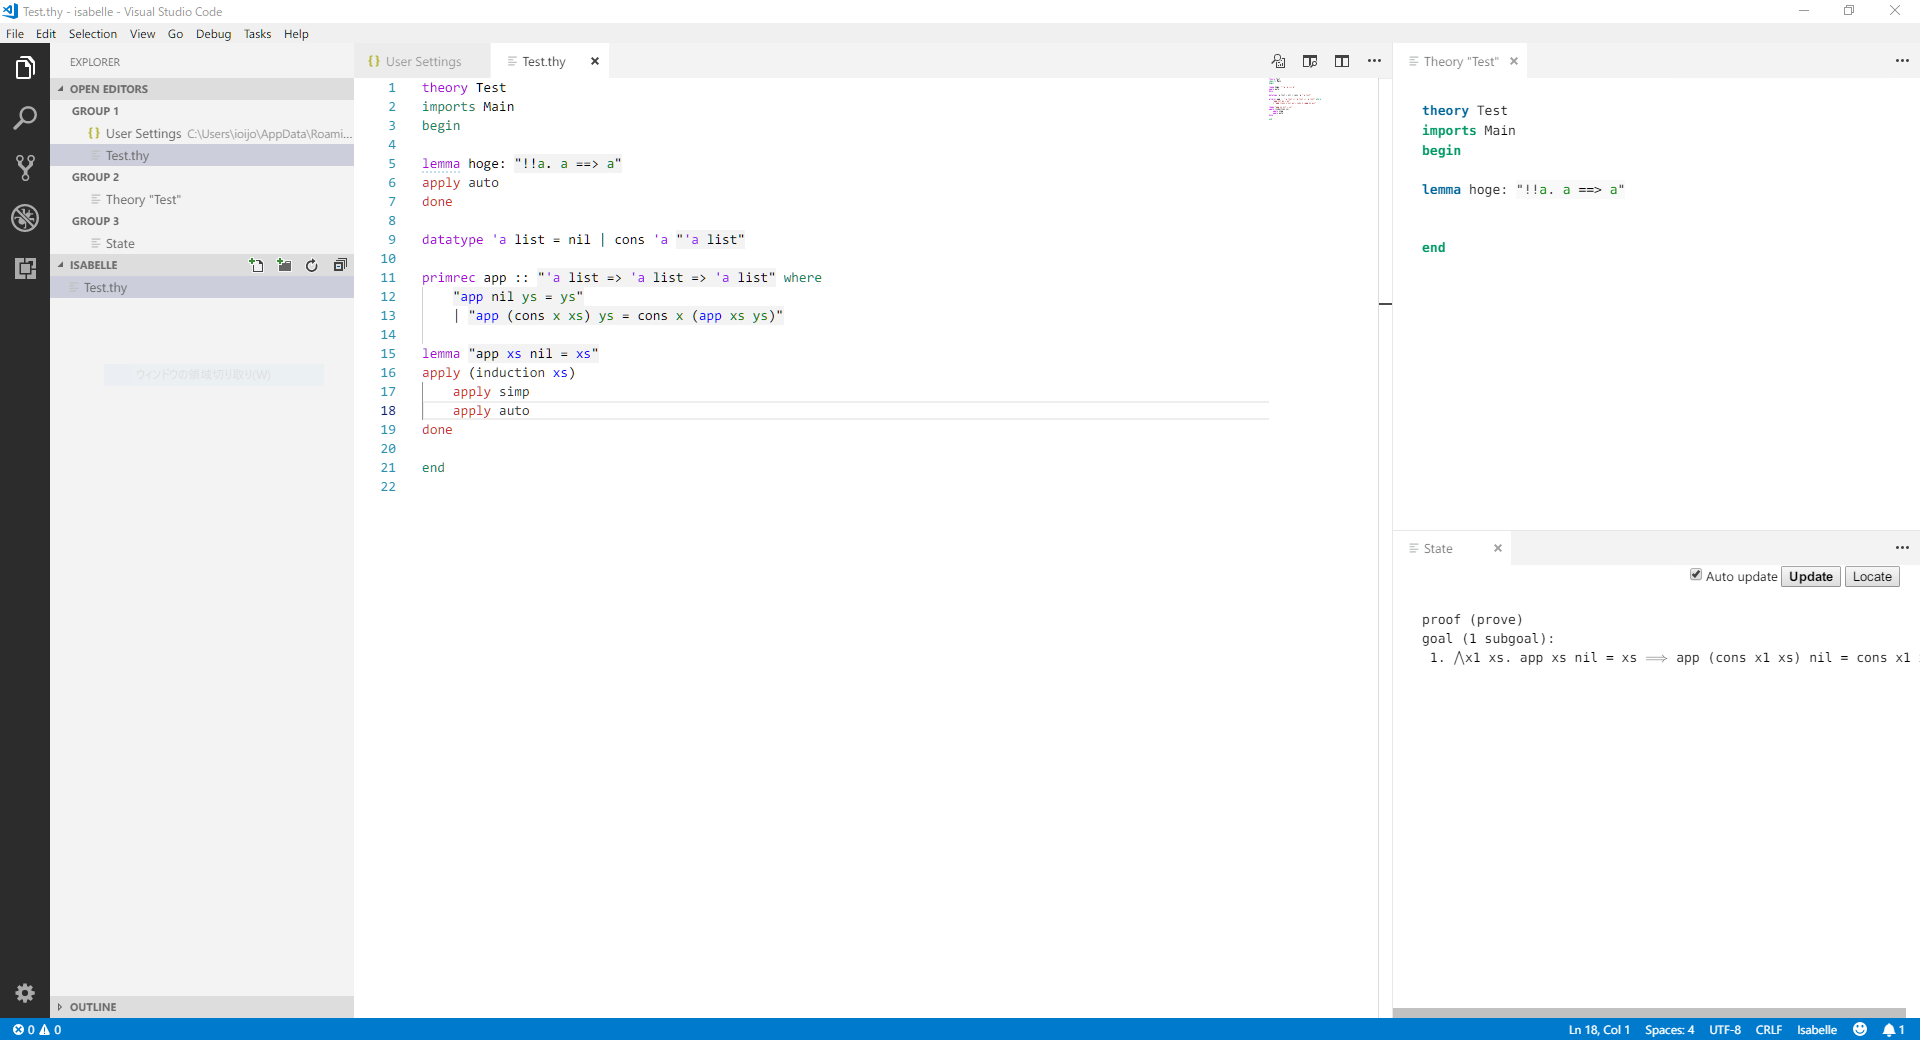 Test.thy - isabelle - Visual Studio Code
File Edit Selection View Go Debug Tasks Help
EXPLORER
OPEN EDITORS
GROUP 1
User Settings C:\Users\ioijo\AppData\Roami...
Test.thy
GROUP 2
Theory "Test"
GROUP 3
State
ISABELLE
Test.thy
ウィンドウの領域切り取り(W)
OUTLINE
User Settings
Test.thy
1 theory Test
2 imports Main
3 begin
4
5 lemma hoge: "!!a. a ==> a"
6 apply auto
7 done
8
9 datatype 'a list = nil | cons 'a "'a list"
10
11 primrec app :: "'a list => 'a list => 'a list" where
12 "app nil ys = ys"
13 | "app (cons x xs) ys = cons x (app xs ys)"
14
15 lemma "app xs nil = xs"
16 apply (induction xs)
17 apply simp
18 apply auto
19 done
20
21 end
22
Theory "Test"
theory Test
imports Main
begin
lemma hoge: "!!a. a ==> a"
end
State
Auto update Update Locate
proof (prove)
goal (1 subgoal):
1. ⋀x1 xs. app xs nil = xs ⟹ app (cons x1 xs) nil = cons x1
0 0 Ln 18, Col 1 Spaces: 4 UTF-8 CRLF Isabelle 1